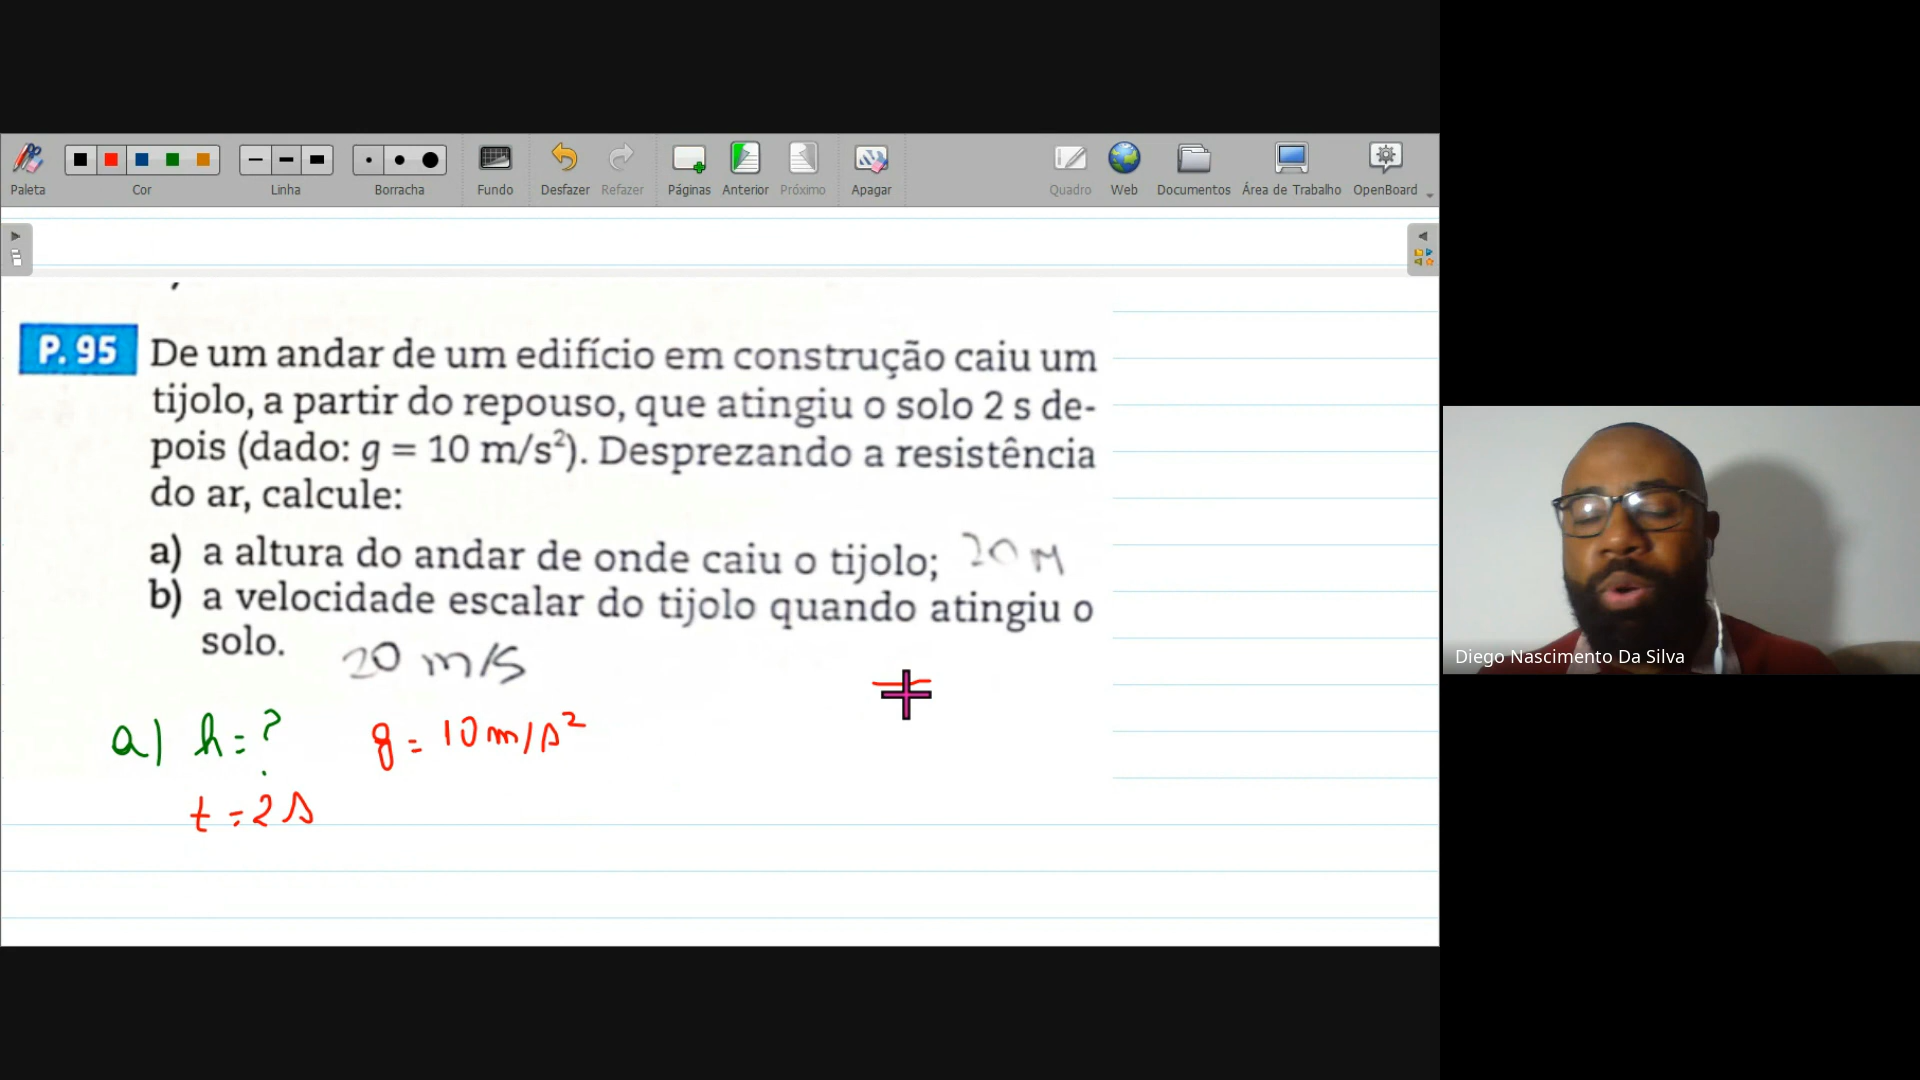 Paleta
Cor
Linha
Borracha
Fundo
Desfazer
Refazer
Páginas
Anterior
Próximo
Apagar
Quadro
Web
Documentos
Área de Trabalho
OpenBoard
P. 95 De um andar de um edifício em construção caiu um
tijolo, a partir do repouso, que atingiu o solo 2 s de-
pois (dado: g = 10 m/s²). Desprezando a resistência
do ar, calcule:
a) a altura do andar de onde caiu o tijolo; 20 M
b) a velocidade escalar do tijolo quando atingiu o
solo. 20 m/s
a) h = ? g = 10 m/s²
t = 2 s
Diego Nascimento Da Silva